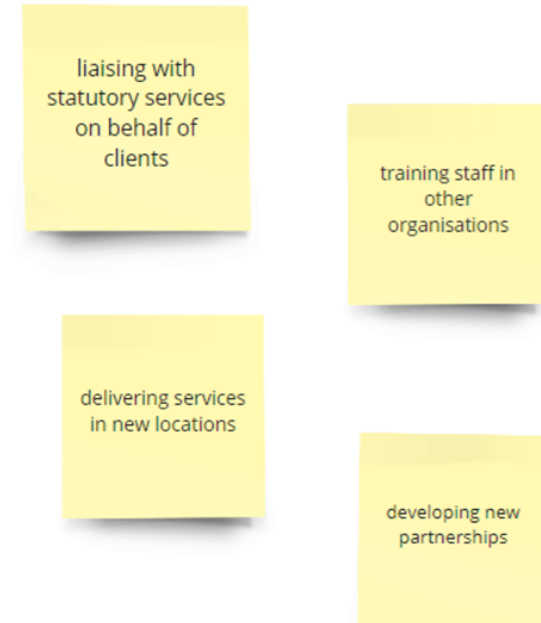 liaising with
statutory services
on behalf of
clients
training staff in
other
organisations
delivering services
in new locations
developing new
partnerships